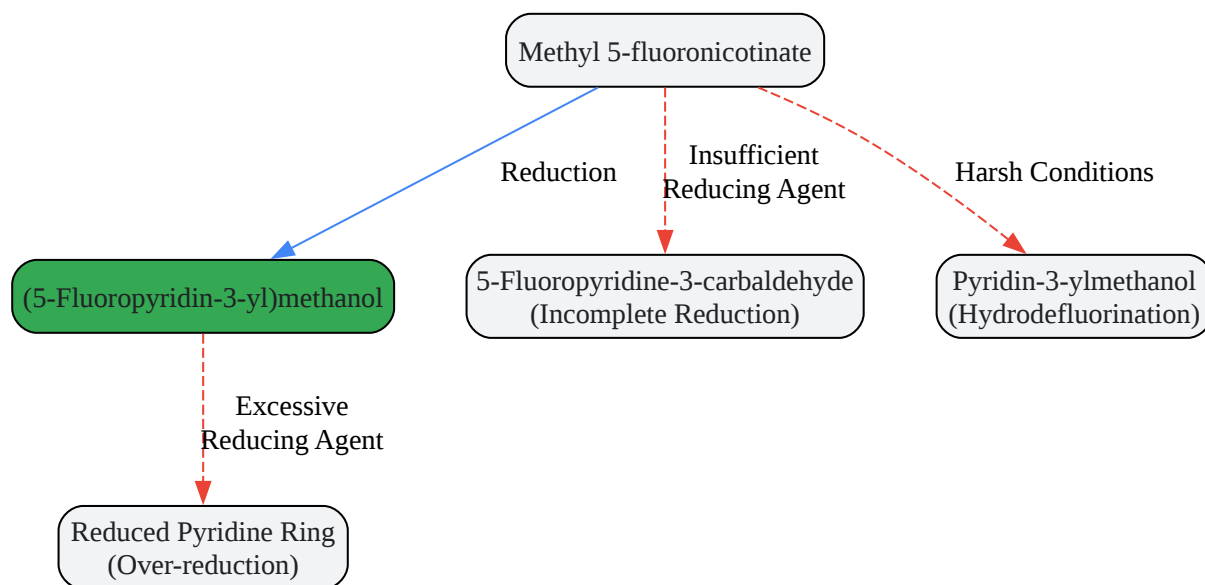 Methyl 5-fluoronicotinate
Reduction
Insufficient
Reducing Agent
Harsh Conditions
(5-Fluoropyridin-3-yl)methanol
5-Fluoropyridine-3-carbaldehyde
(Incomplete Reduction)
Pyridin-3-ylmethanol
(Hydrodefluorination)
Excessive
Reducing Agent
Reduced Pyridine Ring
(Over-reduction)